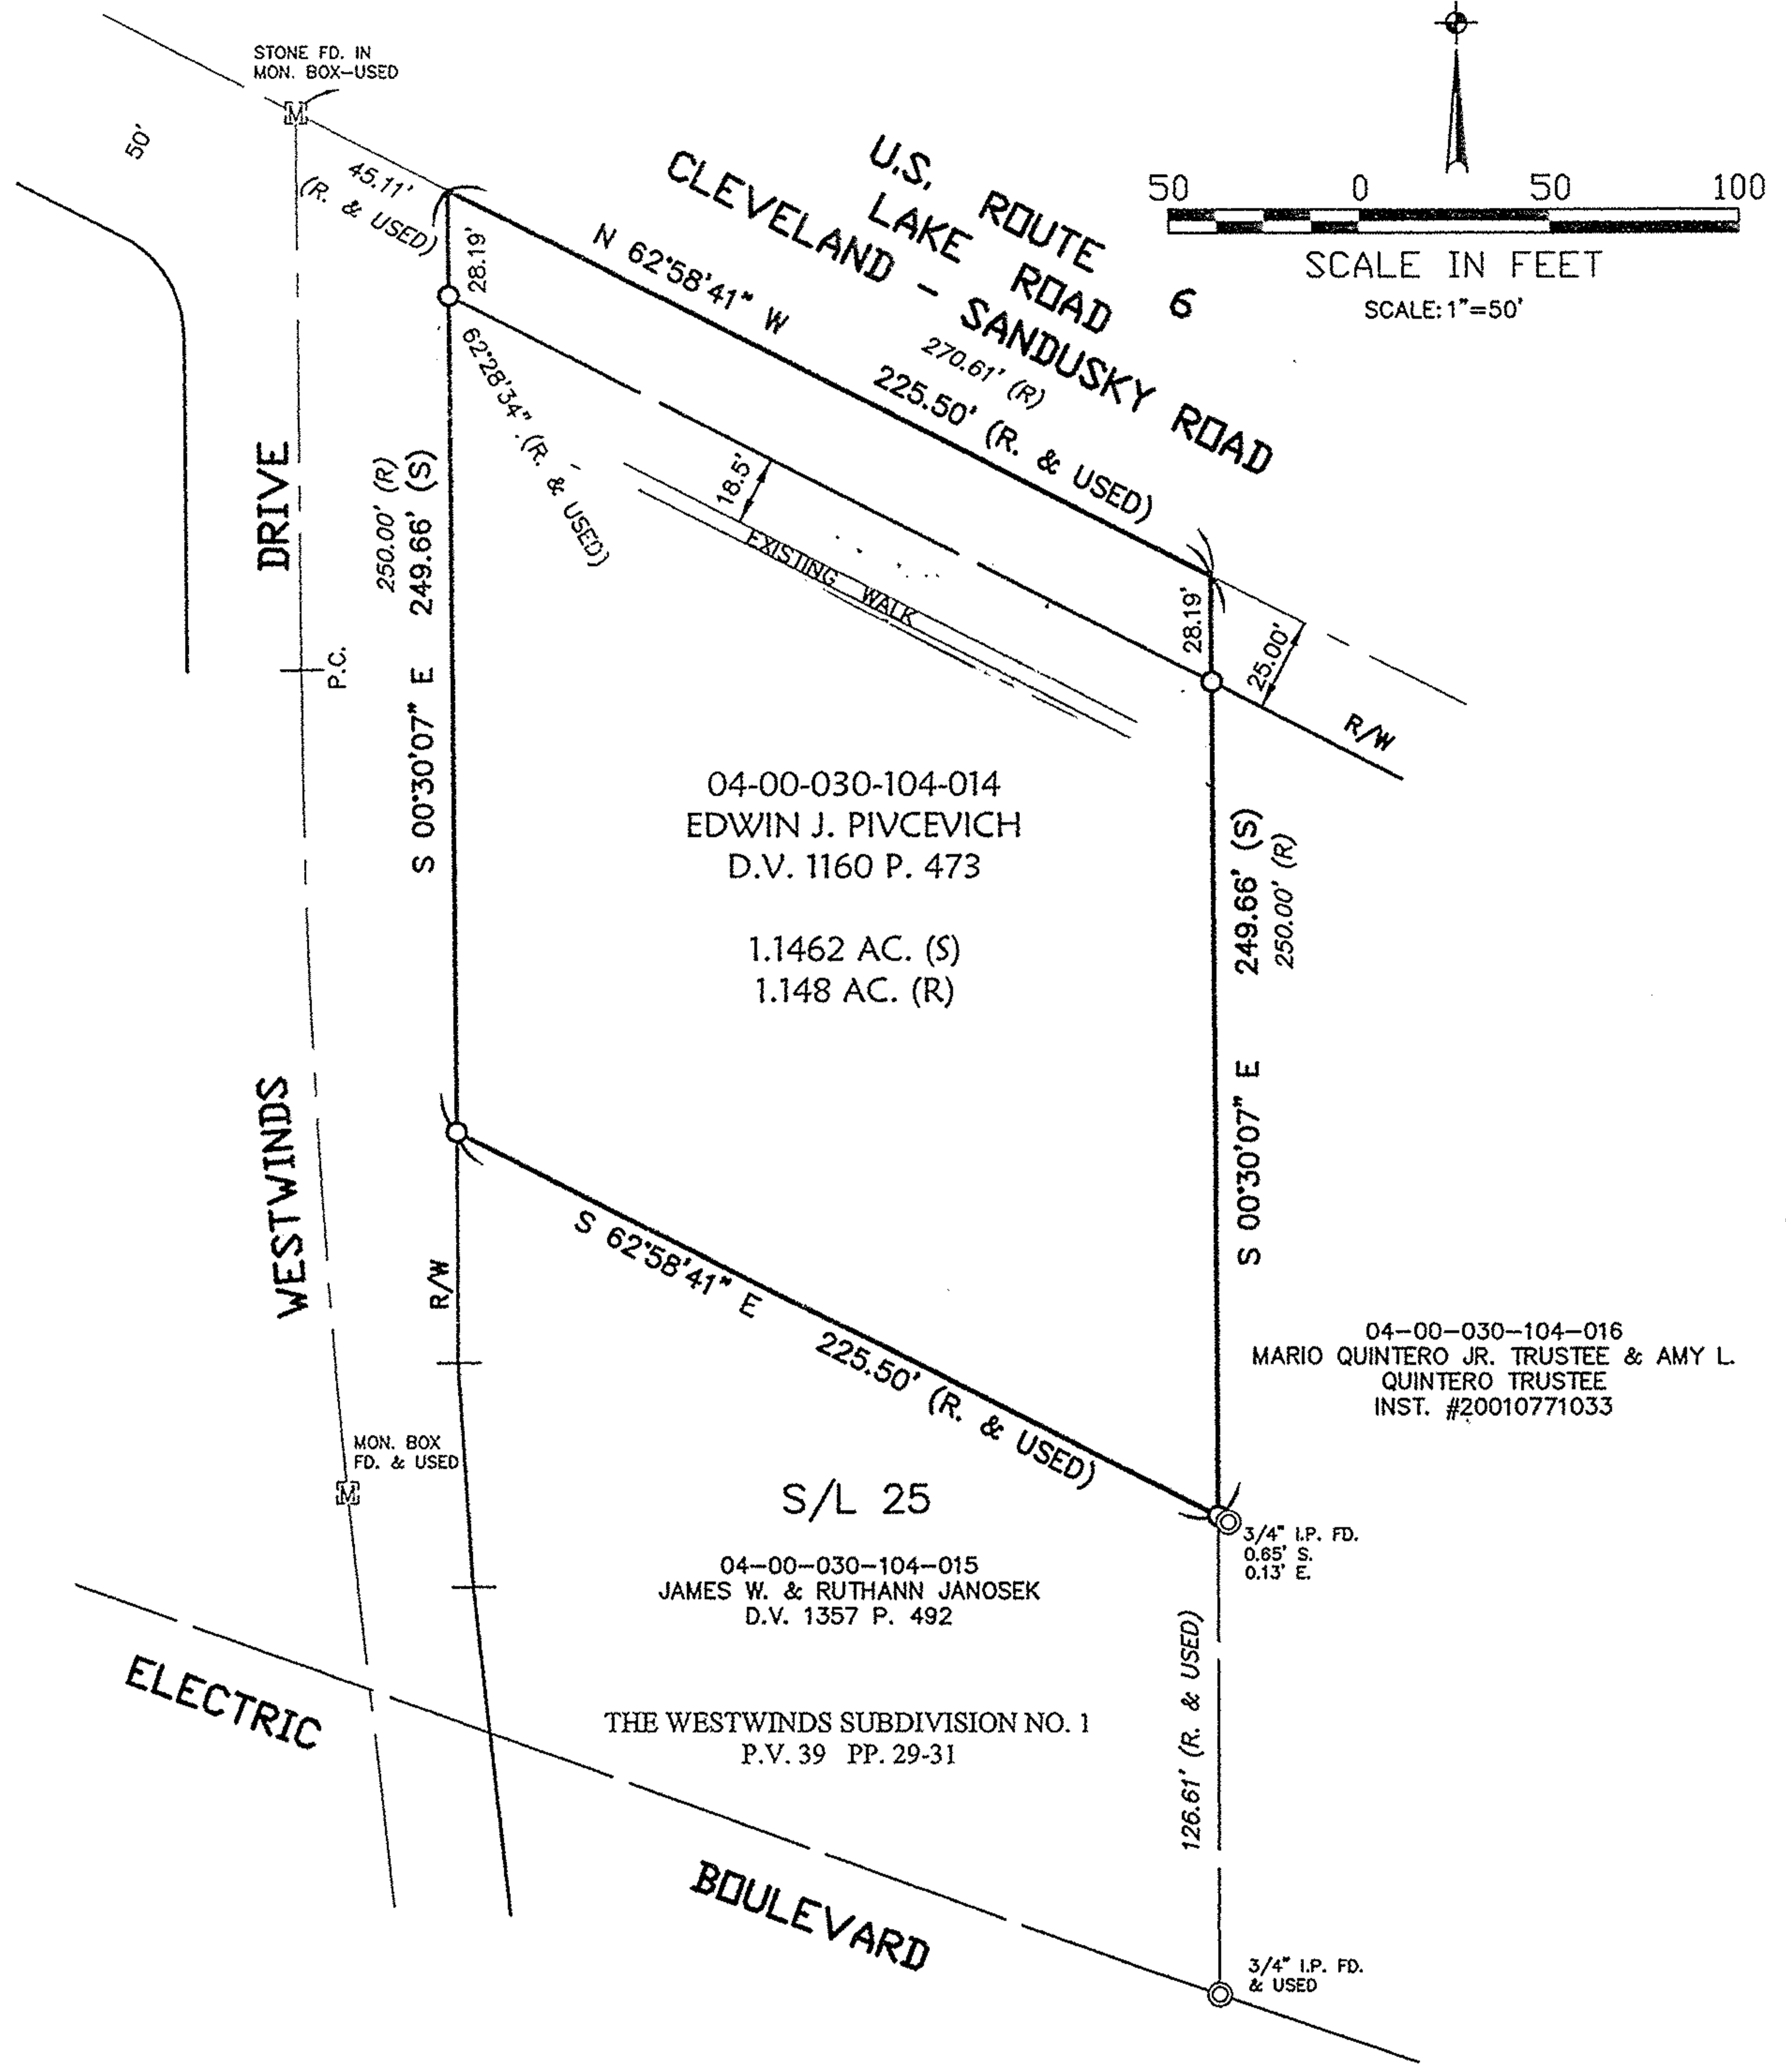 STONE FD. IN
MON. BOX-USED
50'
45.11'
(R. & USED)
28.19'
N 62°58'41" W
225.50' (R. & USED)
U.S. ROUTE 6
LAKE ROAD
CLEVELAND - SANDUSKY ROAD
270.61' (R)
50 0 50 100
SCALE IN FEET
SCALE: 1"=50'
62°28'34" (R. & USED)
18.5'
EXISTING WALK
28.19'
25.00'
R/W
250.00' (R)
S 00°30'07" E 249.66' (S)
P.C.
WESTWINDS DRIVE
04-00-030-104-014
EDWIN J. PIVCEVICH
D.V. 1160 P. 473
1.1462 AC. (S)
1.148 AC. (R)
S 00°30'07" E 249.66' (S)
250.00' (R)
R/W
S 62°58'41" E 225.50' (R. & USED)
04-00-030-104-016
MARIO QUINTERO JR. TRUSTEE & AMY L.
QUINTERO TRUSTEE
INST. #20010771033
MON. BOX
FD. & USED
S/L 25
04-00-030-104-015
JAMES W. & RUTHANN JANOSEK
D.V. 1357 P. 492
3/4" I.P. FD.
0.65' S.
0.13' E.
126.61' (R. & USED)
THE WESTWINDS SUBDIVISION NO. 1
P.V. 39 PP. 29-31
ELECTRIC BOULEVARD
3/4" I.P. FD.
& USED
M
M